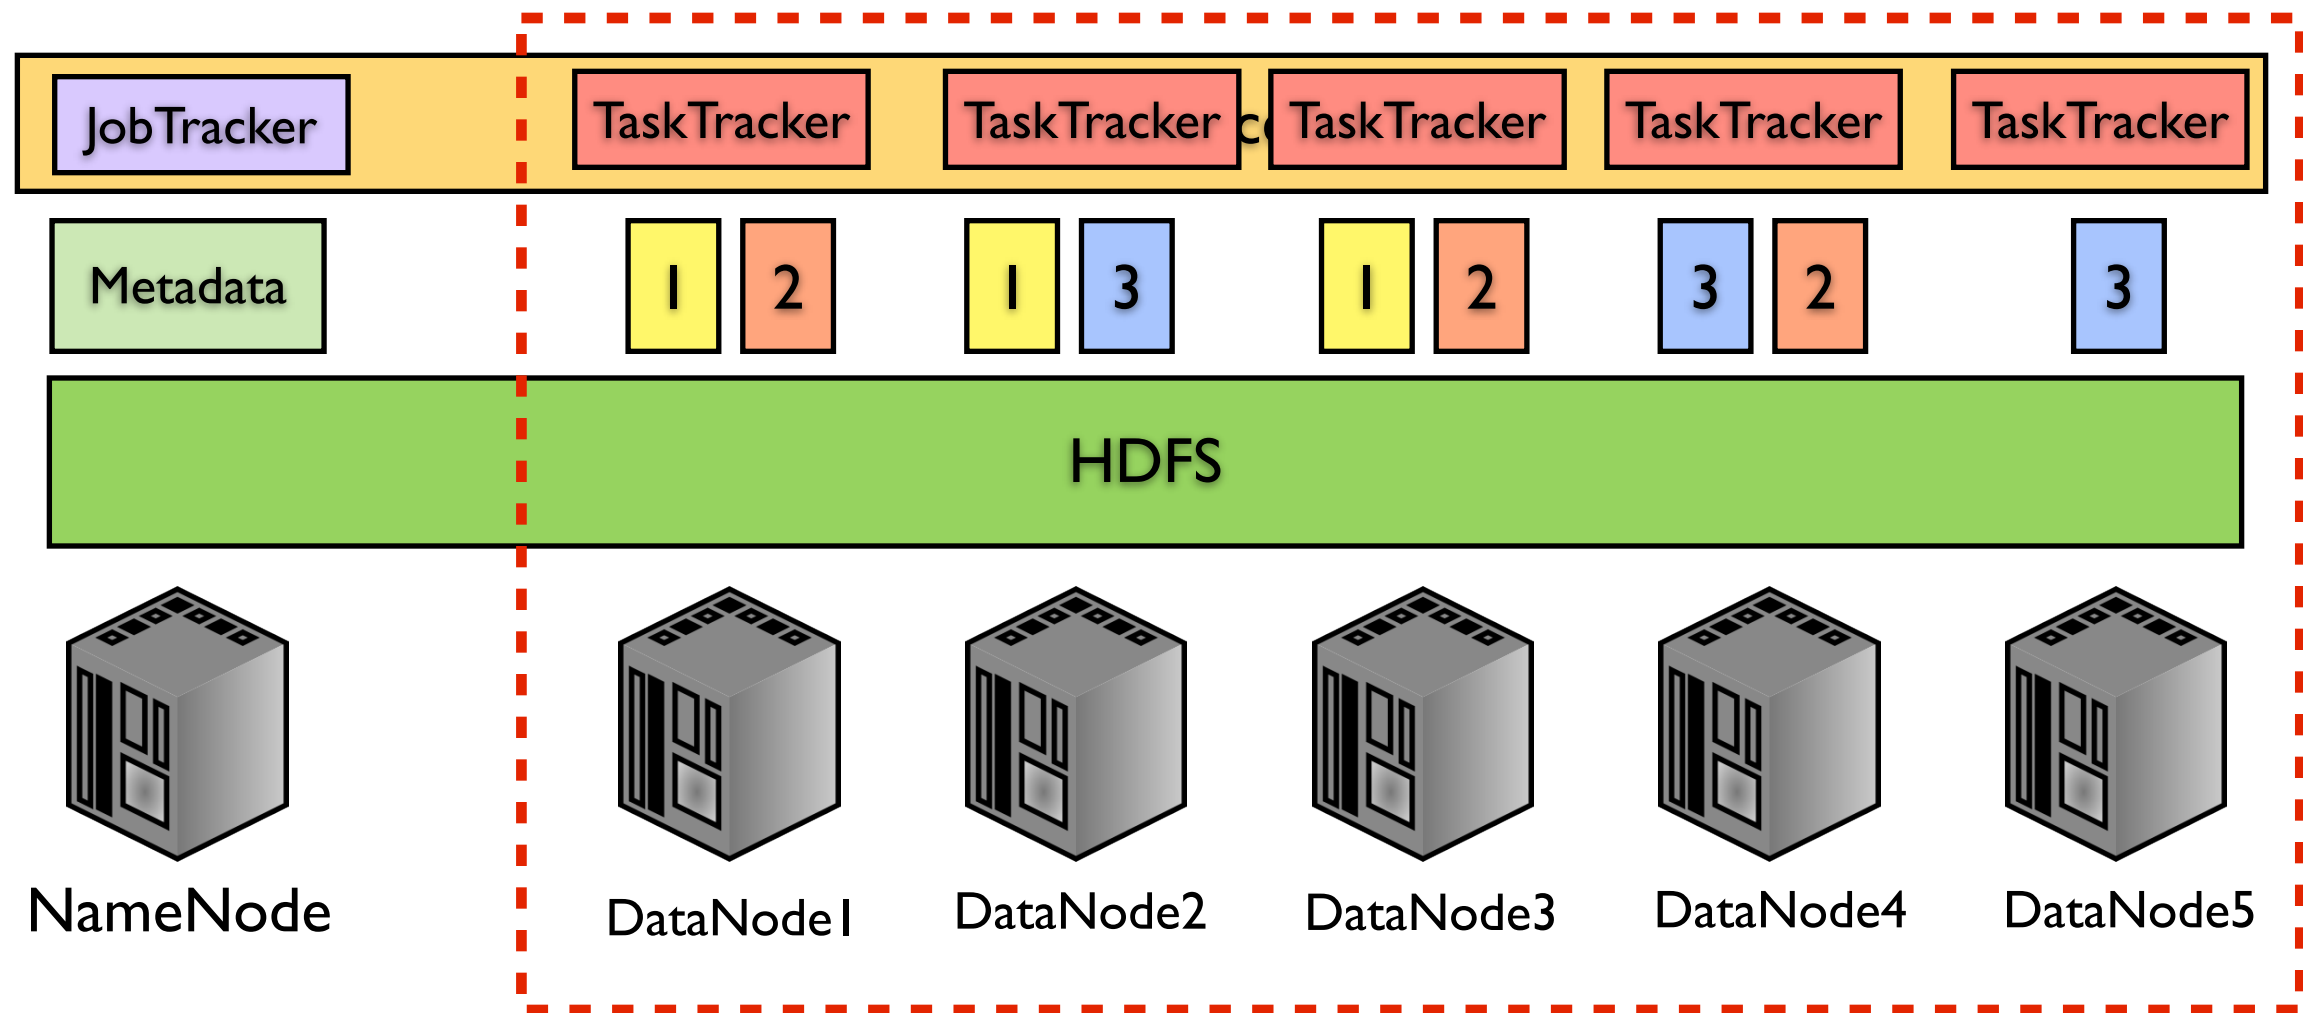 JobTracker TaskTracker TaskTracker TaskTracker TaskTracker TaskTracker
Metadata 1 2 1 3 1 2 3 2 3
HDFS
NameNode DataNode1 DataNode2 DataNode3 DataNode4 DataNode5